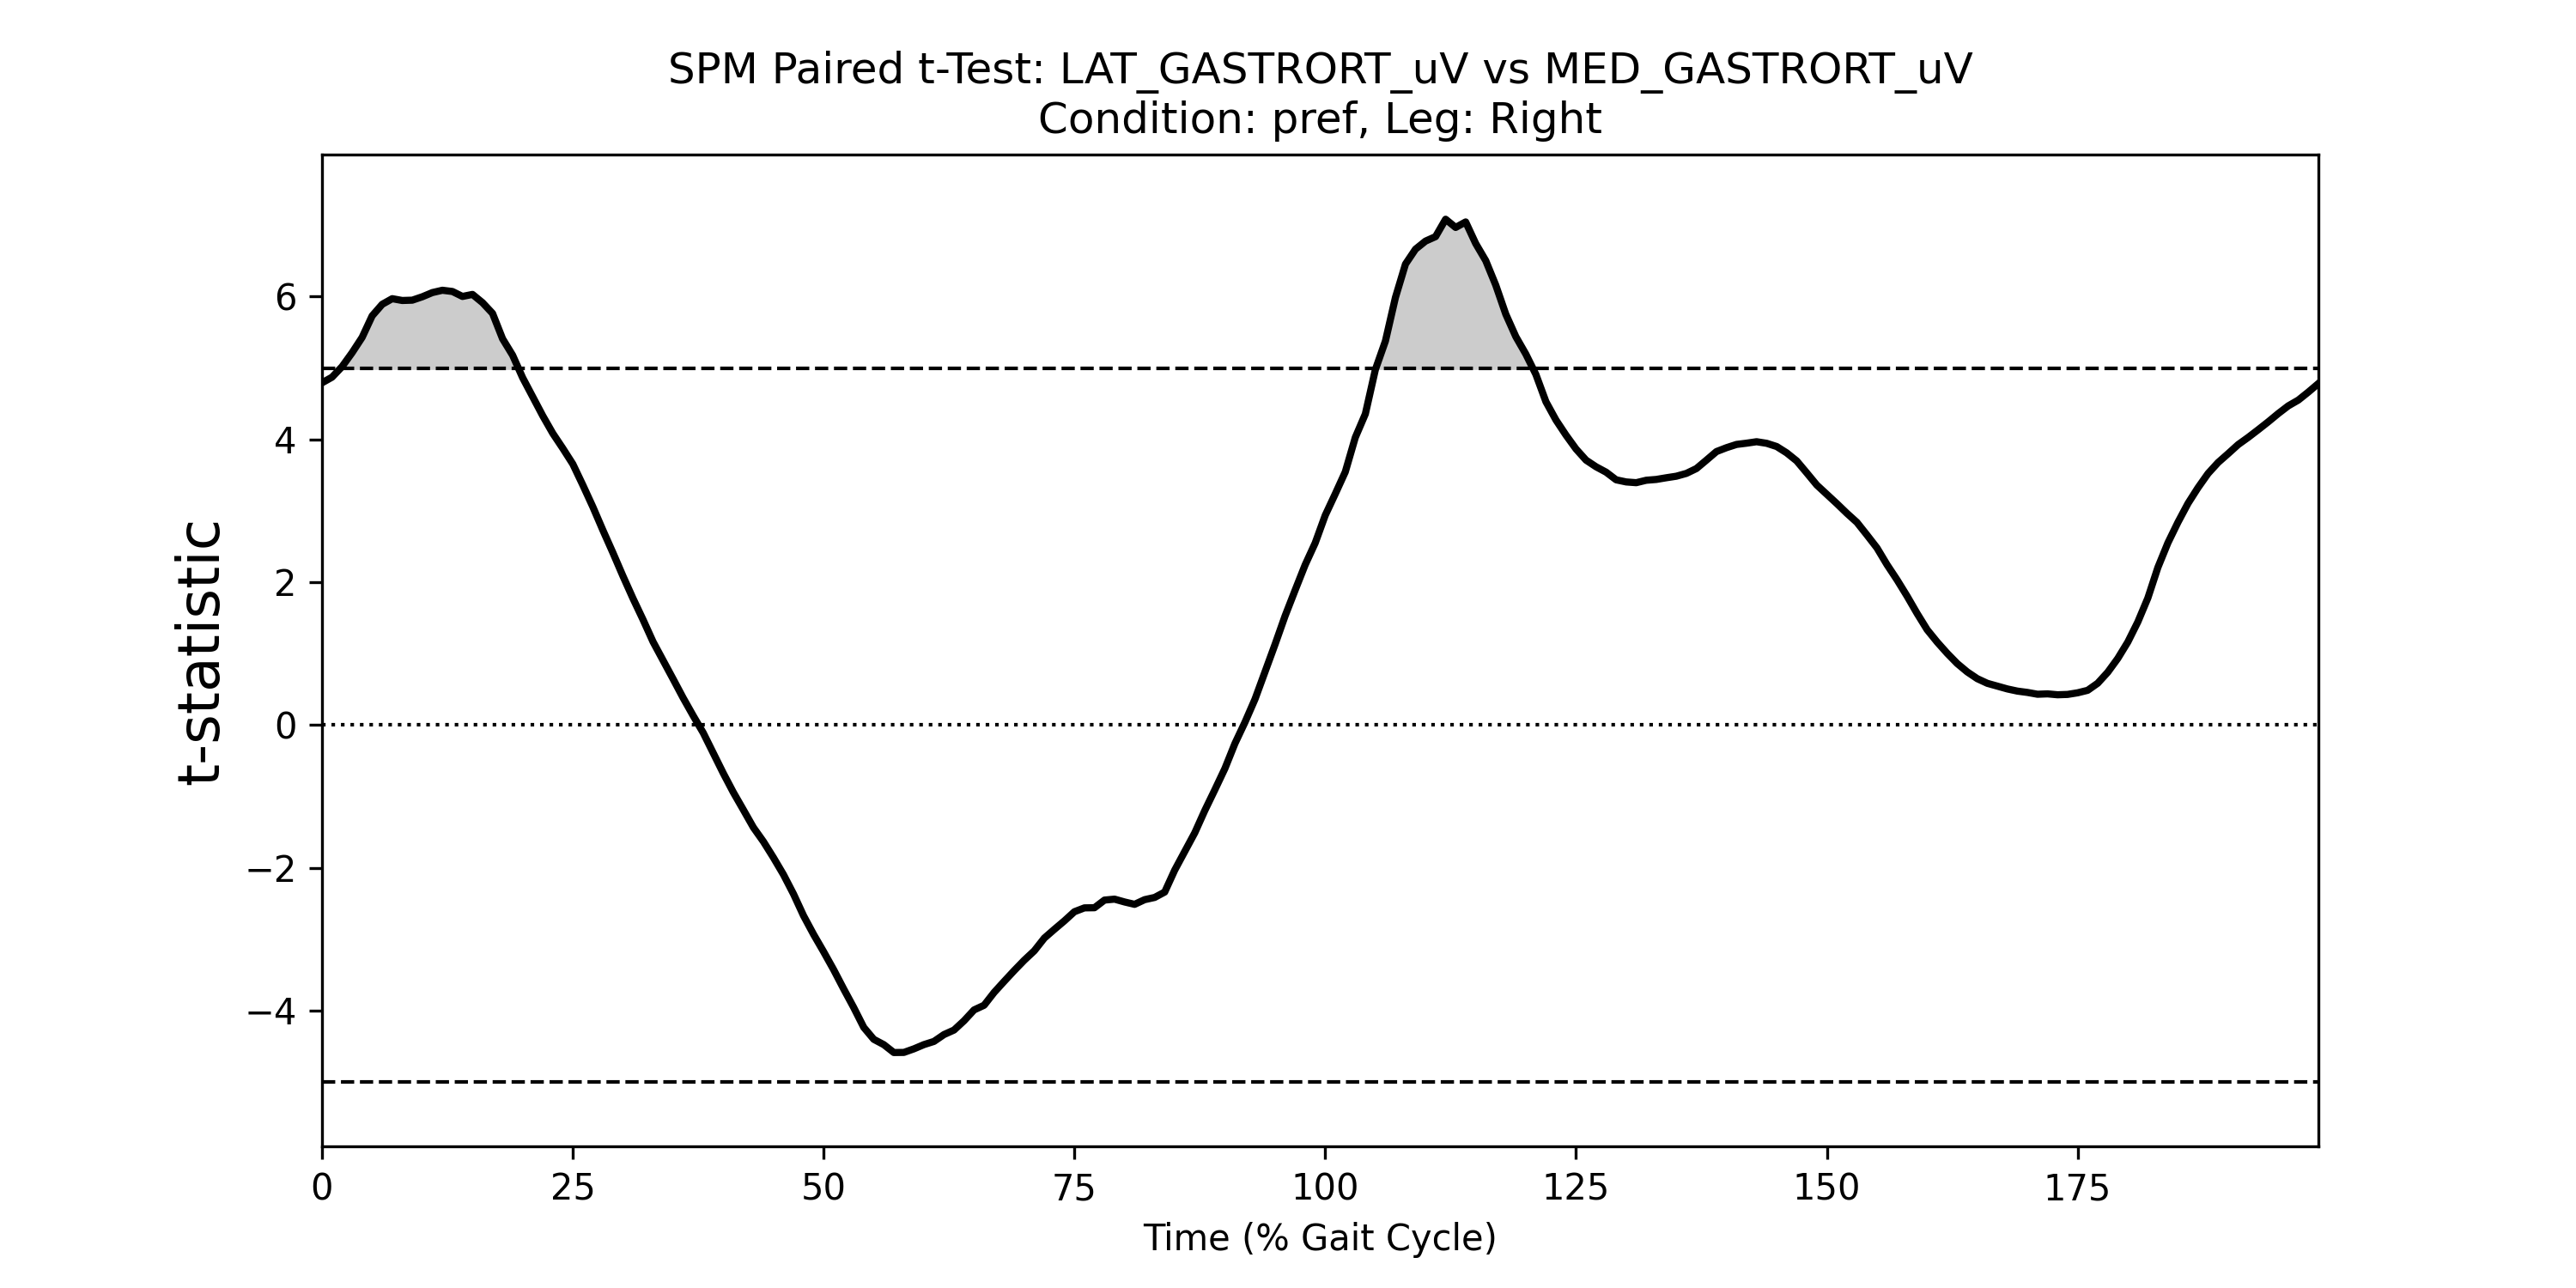 SPM Paired t-Test: LAT_GASTRORT_uV vs MED_GASTRORT_uV
Condition: pref, Leg: Right
t-statistic
6
4
2
0
−2
−4
0 25 50 75 100 125 150 175
Time (% Gait Cycle)